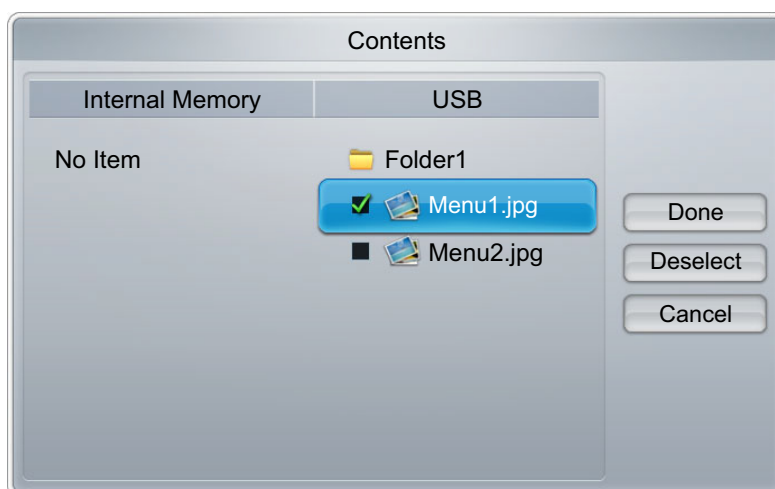 Contents
Internal Memory USB
No Item Folder1
Menu1.jpg Done
Menu2.jpg Deselect
Cancel